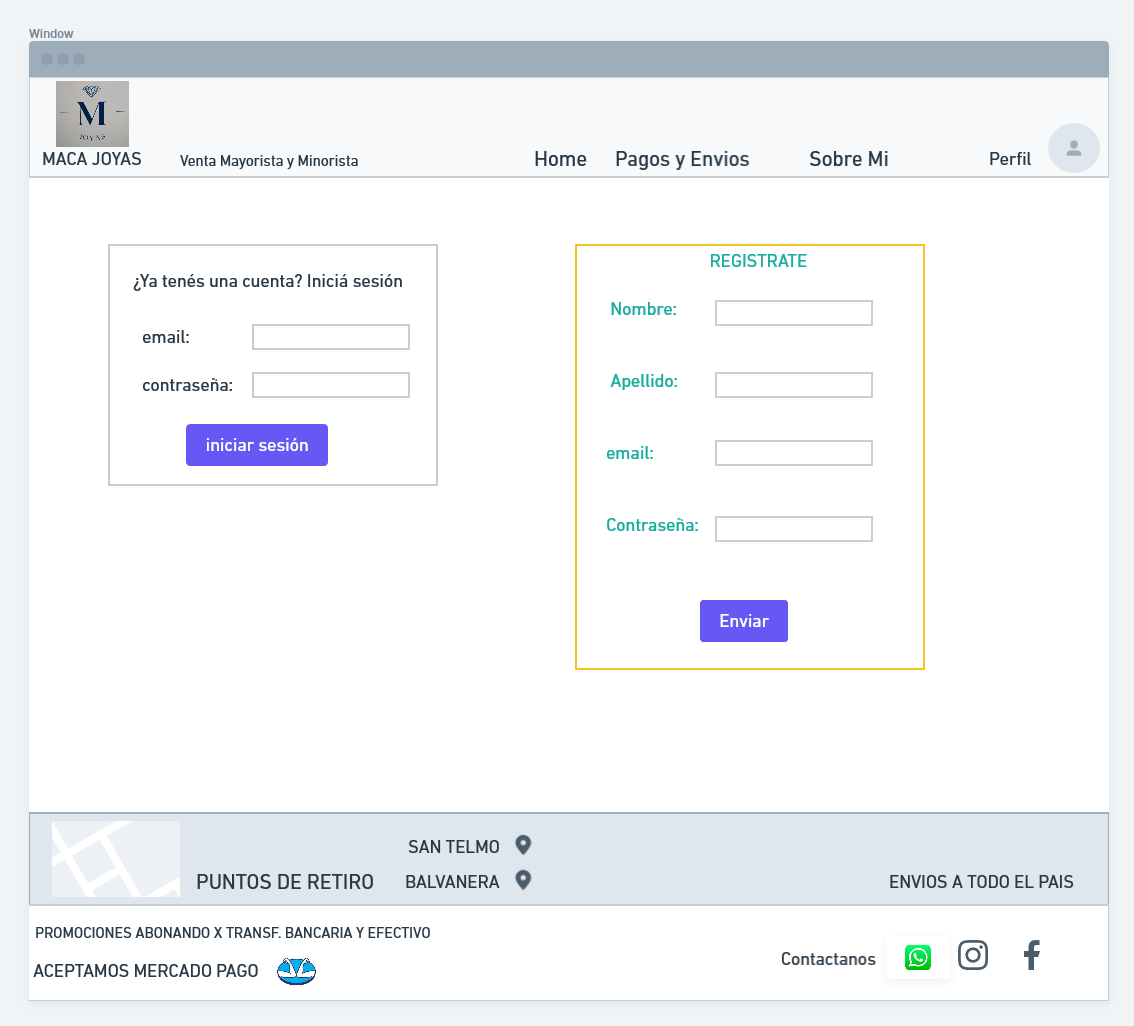 Window
M
JOYAS
MACA JOYAS
Venta Mayorista y Minorista
Home
Pagos y Envios
Sobre Mi
Perfil
¿Ya tenés una cuenta? Iniciá sesión
email:
contraseña:
iniciar sesión
REGISTRATE
Nombre:
Apellido:
email:
Contraseña:
Enviar
PUNTOS DE RETIRO
SAN TELMO
BALVANERA
ENVIOS A TODO EL PAIS
PROMOCIONES ABONANDO X TRANSF. BANCARIA Y EFECTIVO
ACEPTAMOS MERCADO PAGO
Contactanos